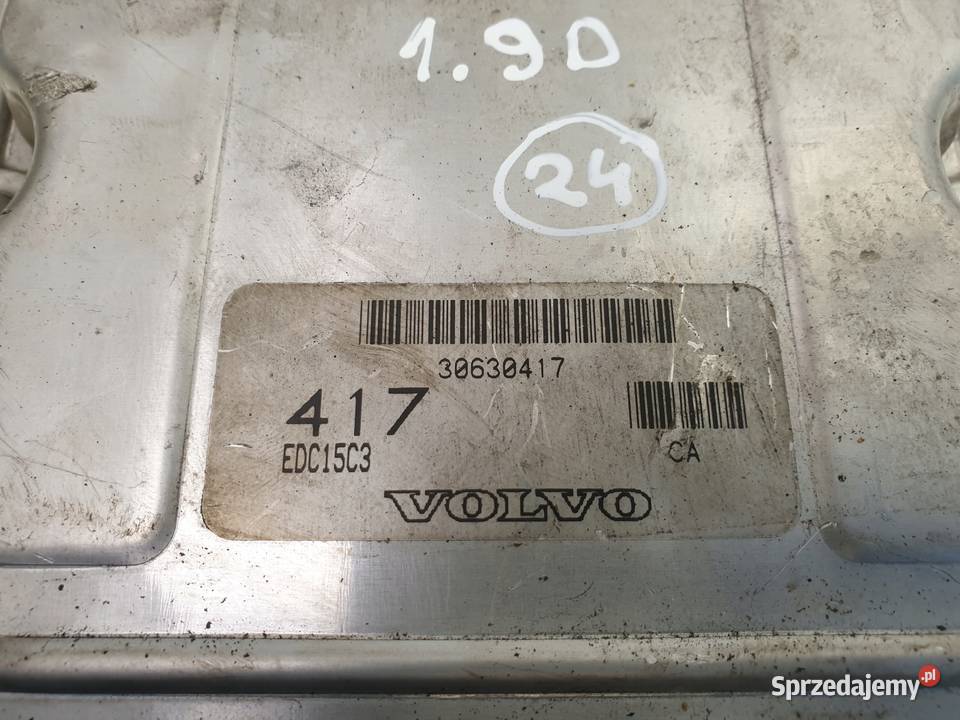 1.9D
24
30630417
417
EDC15C3
CA
VOLVO
Sprzedajemy.pl